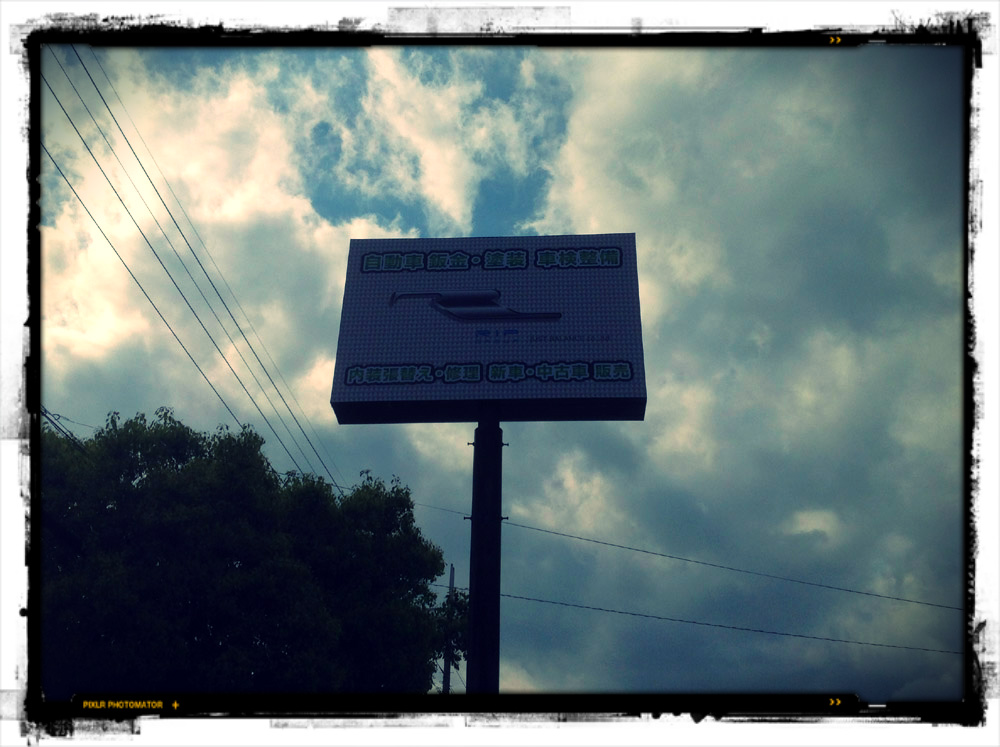 >>
自動車 鈑金・塗装 車検整備
内装張替え・修理 新車・中古車 販売
PIXLR PHOTOMATOR +
>>